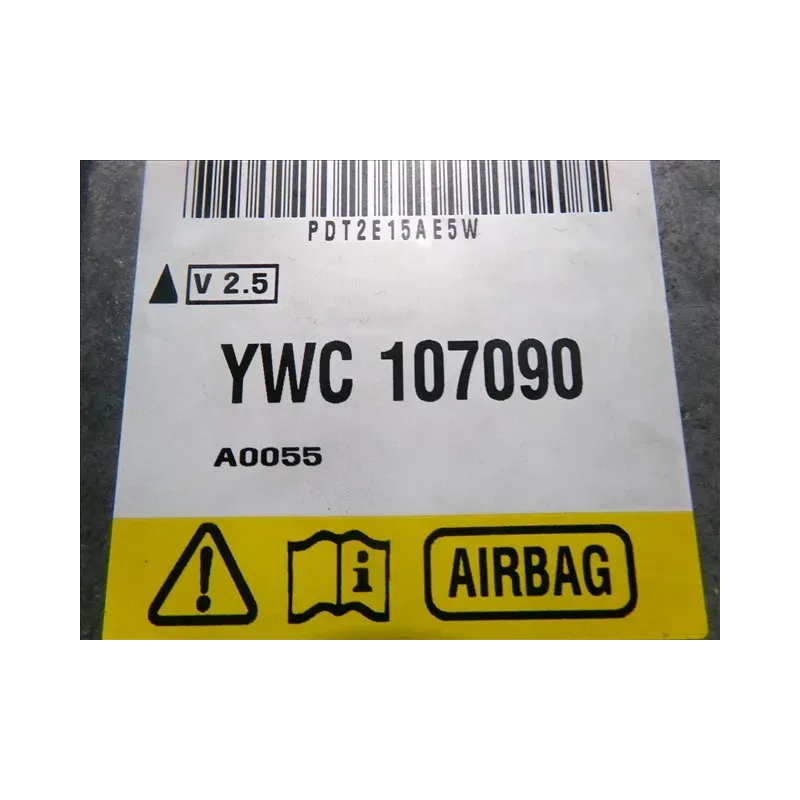 PDT2E15AE5W
V 2.5
YWC 107090
A0055
! i AIRBAG